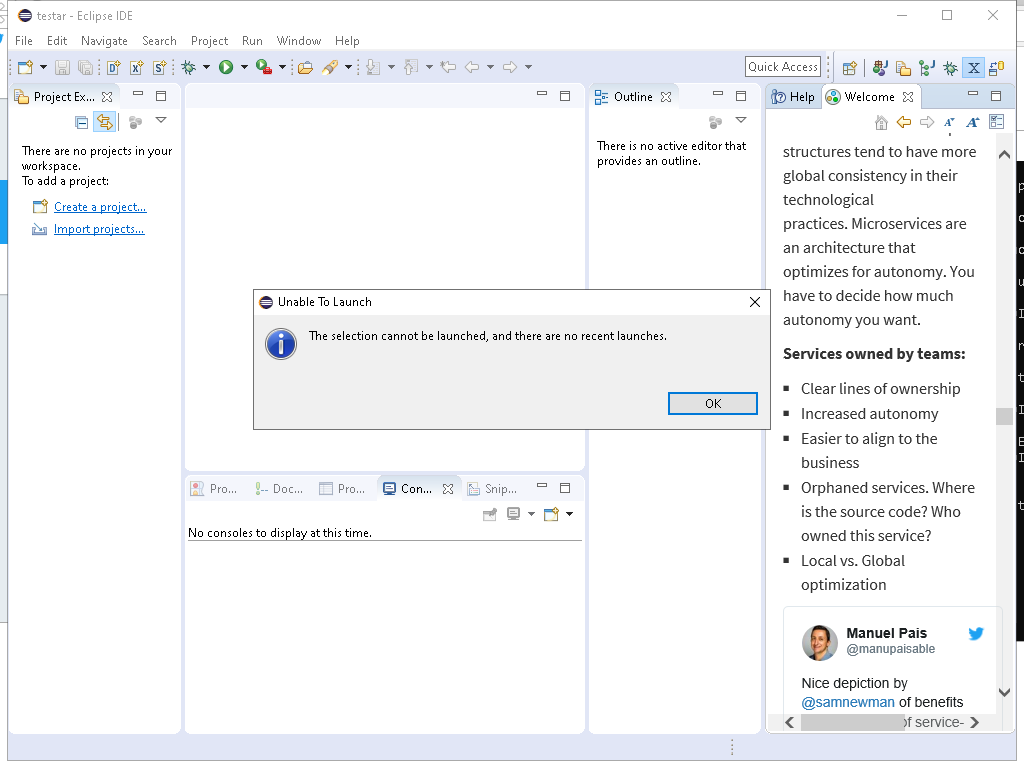 testar - Eclipse IDE
File Edit Navigate Search Project Run Window Help
Quick Access
Project Ex...
There are no projects in your
workspace.
To add a project:
Create a project...
Import projects...
Outline
There is no active editor that
provides an outline.
Help Welcome
structures tend to have more
global consistency in their
technological
practices. Microservices are
an architecture that
optimizes for autonomy. You
have to decide how much
autonomy you want.
Services owned by teams:
Clear lines of ownership
Increased autonomy
Easier to align to the
business
Orphaned services. Where
is the source code? Who
owned this service?
Local vs. Global
optimization
Manuel Pais
@manupaisable
Nice depiction by
@samnewman of benefits
of service-
Unable To Launch
The selection cannot be launched, and there are no recent launches.
OK
Pro... Doc... Pro... Con... Snip...
No consoles to display at this time.